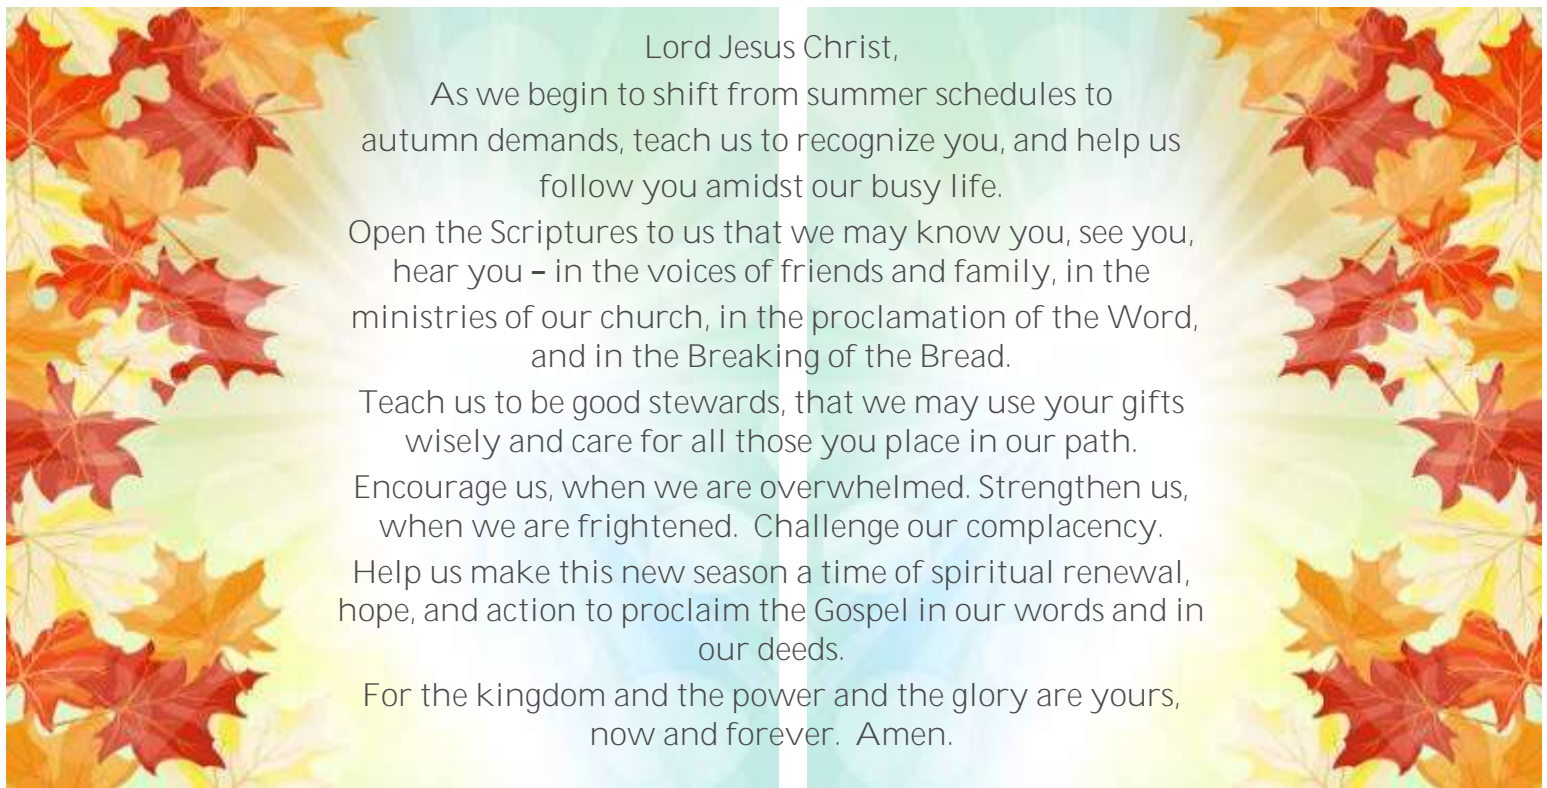 Lord Jesus Christ,
As we begin to shift from summer schedules to
autumn demands, teach us to recognize you, and help us
follow you amidst our busy life.
Open the Scriptures to us that we may know you, see you,
hear you – in the voices of friends and family, in the
ministries of our church, in the proclamation of the Word,
and in the Breaking of the Bread.
Teach us to be good stewards, that we may use your gifts
wisely and care for all those you place in our path.
Encourage us, when we are overwhelmed. Strengthen us,
when we are frightened.  Challenge our complacency.
Help us make this new season a time of spiritual renewal,
hope, and action to proclaim the Gospel in our words and in
our deeds.
For the kingdom and the power and the glory are yours,
now and forever.  Amen.